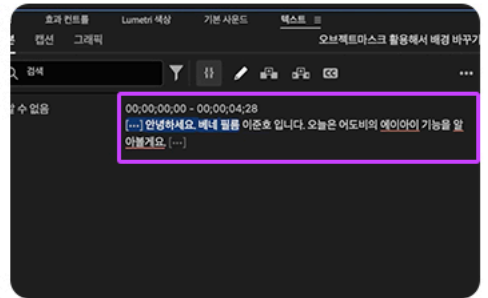 효과 컨트롤 Lumetri 색상 기본 사운드 텍스트
캡션 그래픽 오브젝트마스크 활용해서 배경 바꾸기
검색 CC
수 없음 00;00;00;00 - 00;00;04;28
[...] 안녕하세요. 베네 필름 이준호 입니다. 오늘은 어도비의 에이아이 기능을 알
아볼게요. [...]